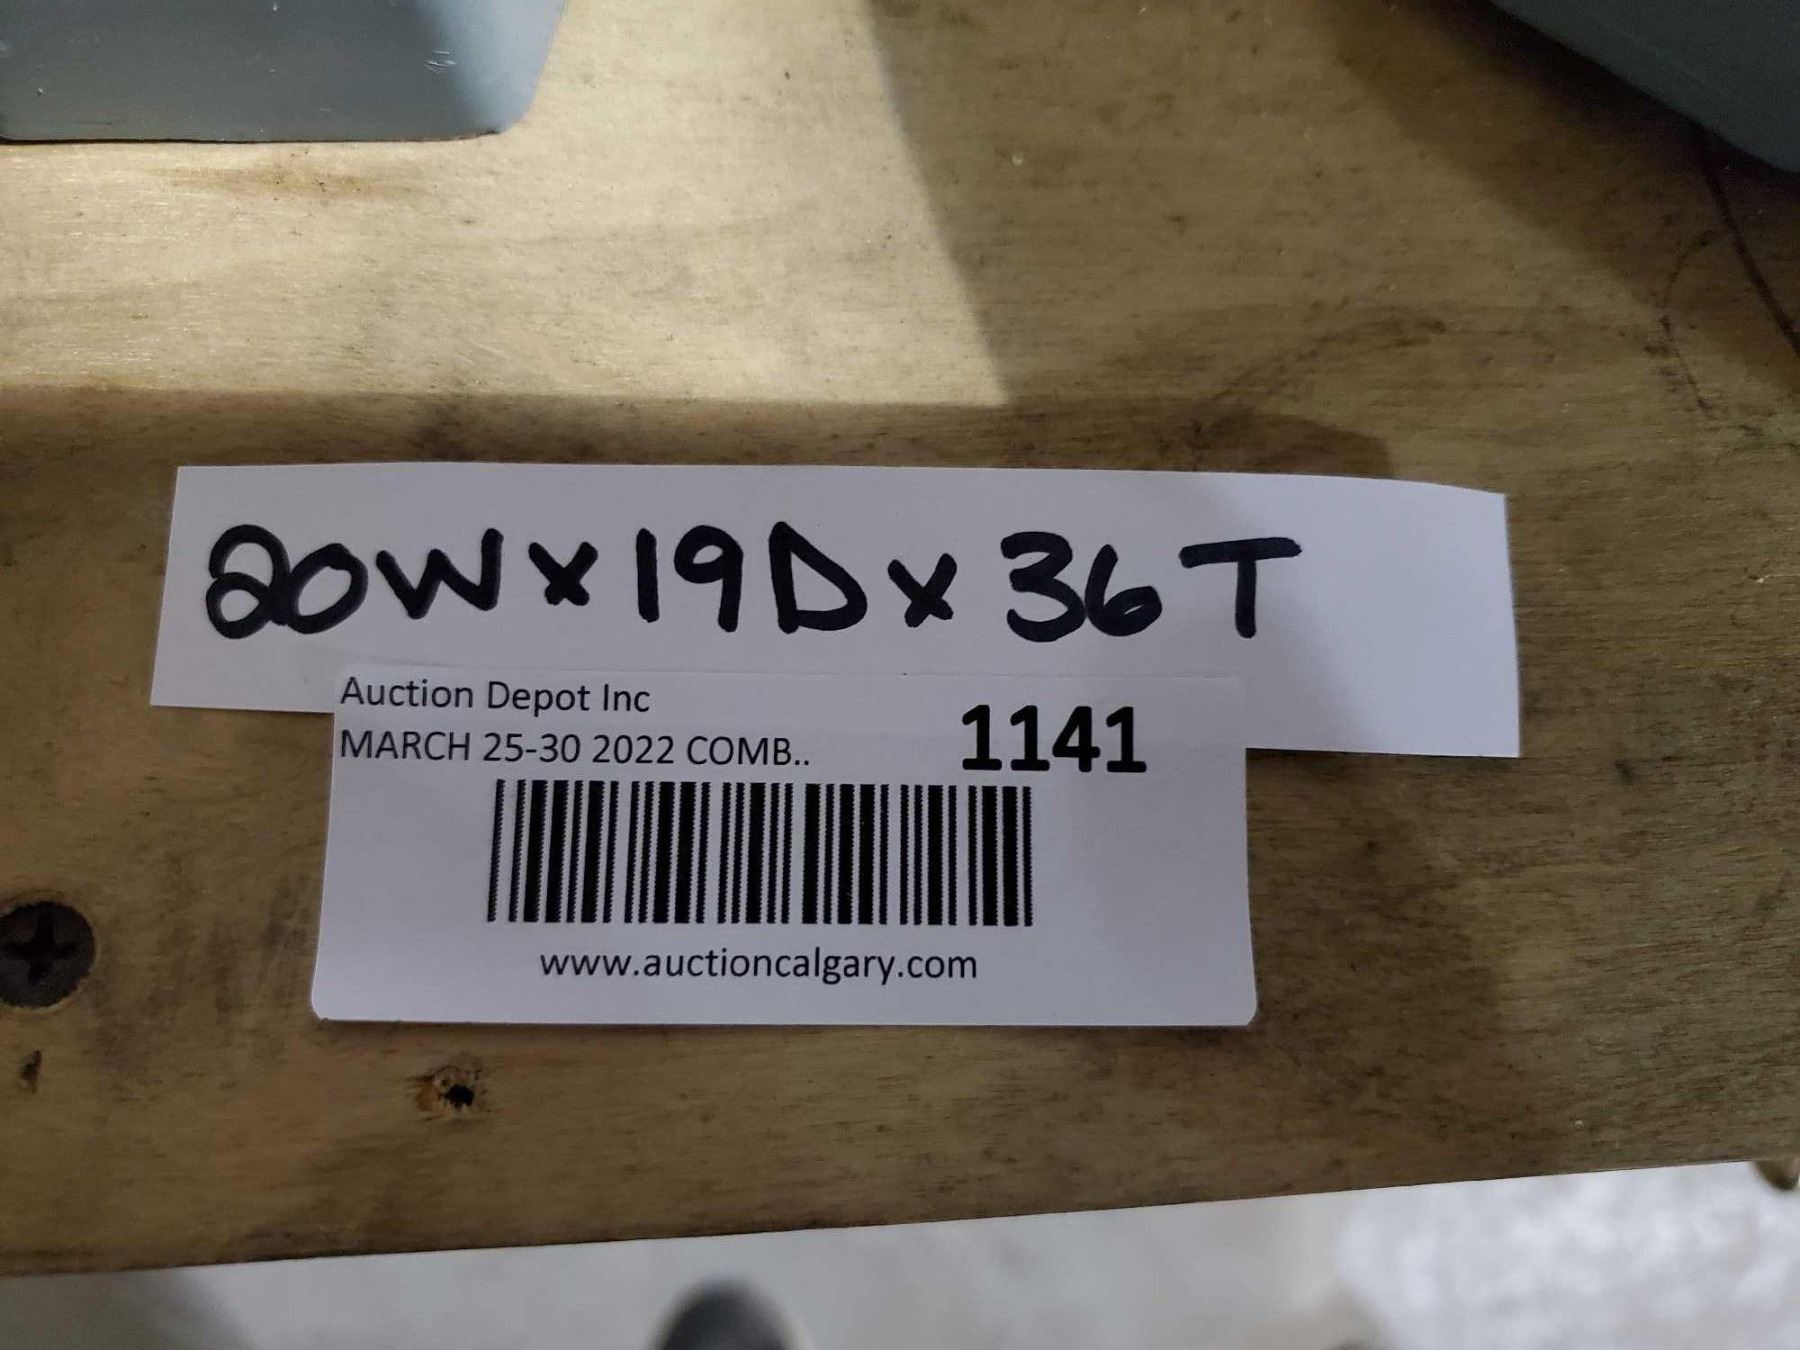 20W x 19D x 36T
Auction Depot Inc
MARCH 25-30 2022 COMB..
1141
www.auctioncalgary.com